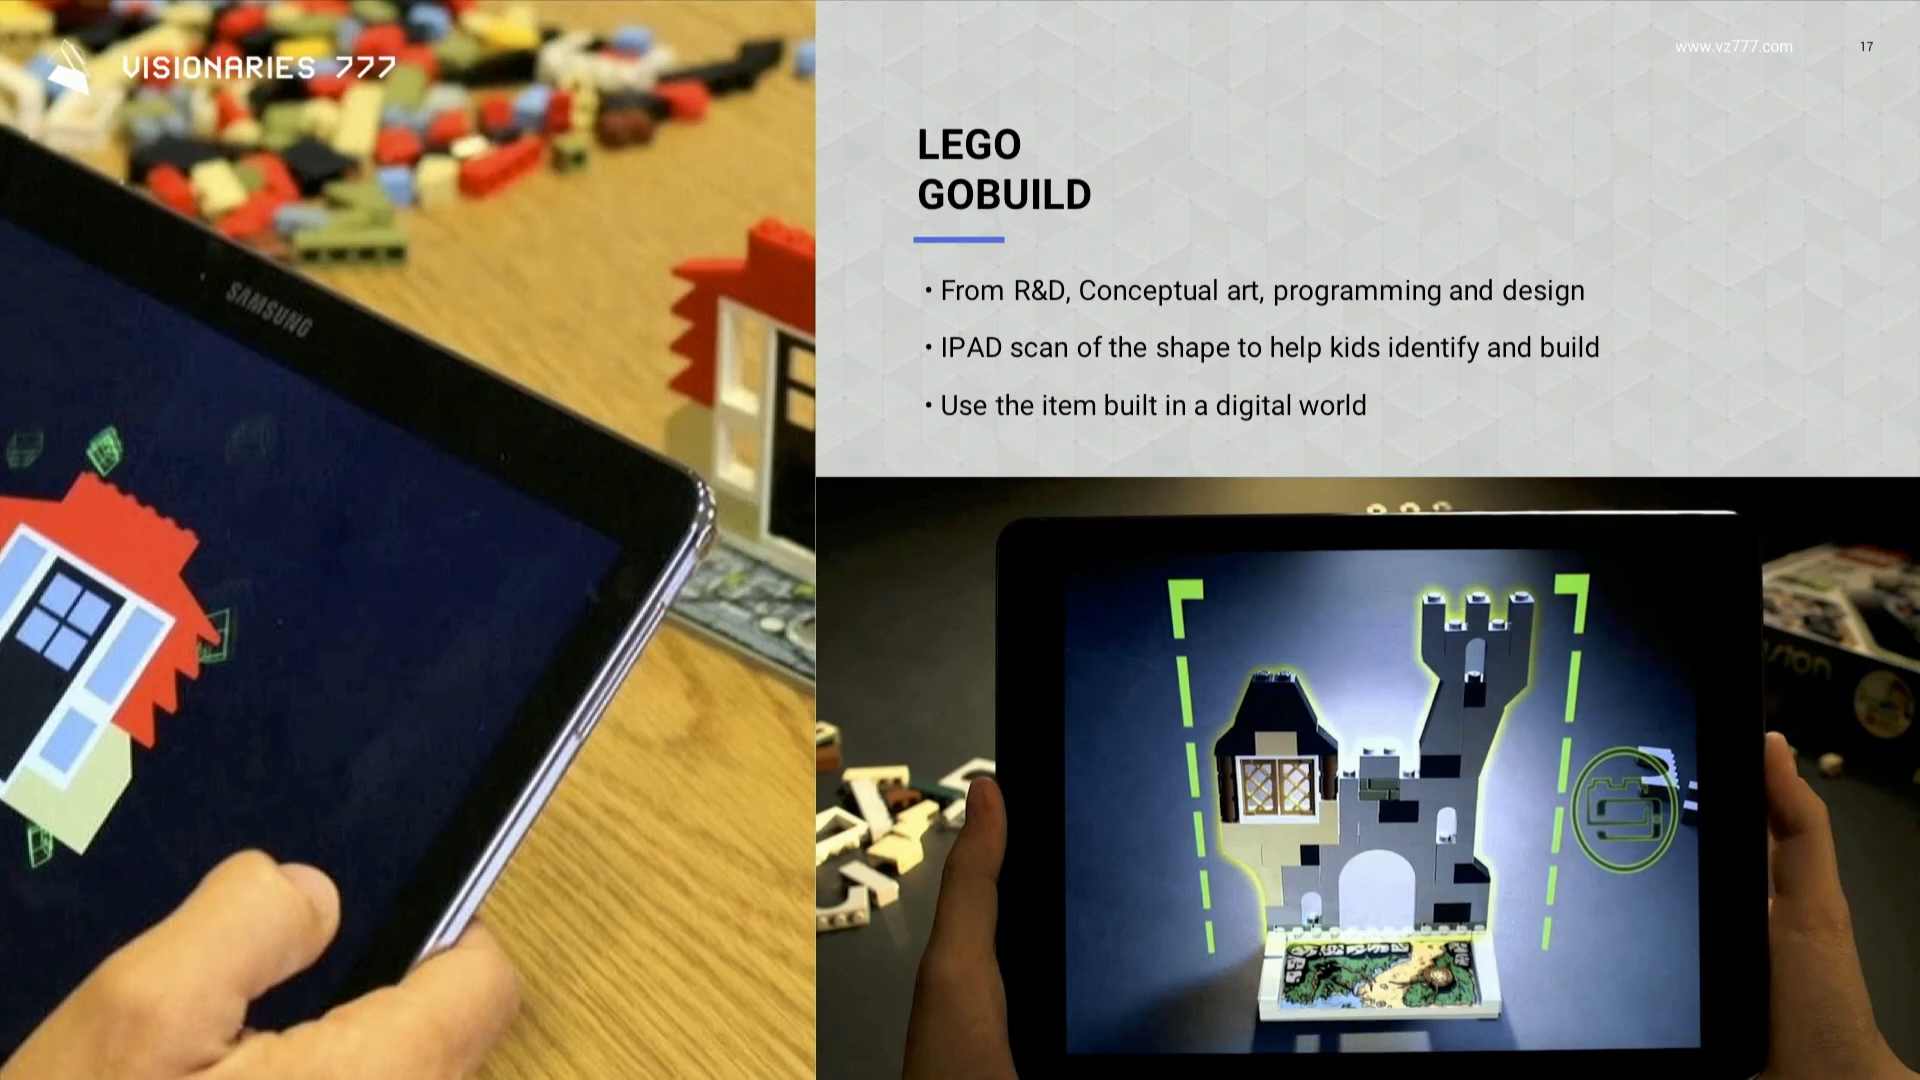 VISIONARIES 777
www.vz777.com
17
LEGO
GOBUILD
• From R&D, Conceptual art, programming and design
• IPAD scan of the shape to help kids identify and build
• Use the item built in a digital world
SAMSUNG